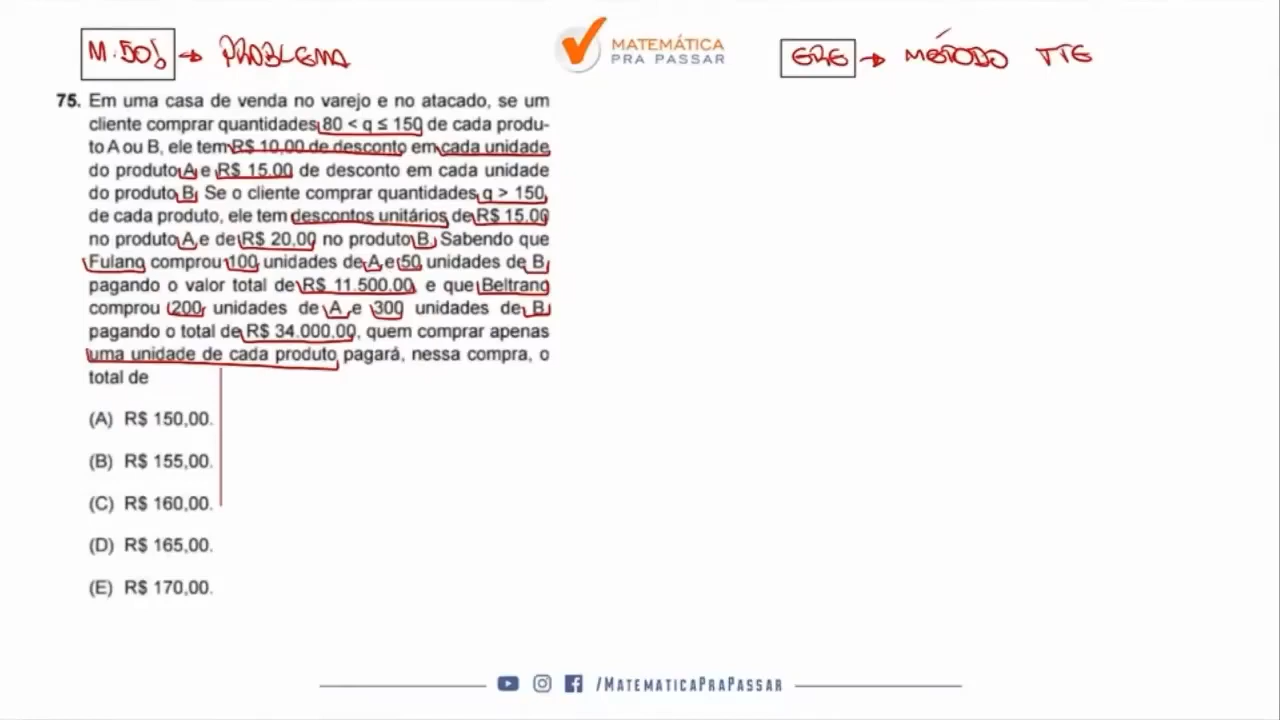 M.50% → PROBLEMA
MATEMÁTICA
PRA PASSAR
→ MÉTODO TTE
75. Em uma casa de venda no varejo e no atacado, se um
cliente comprar quantidades 80 < q ≤ 150 de cada produ-
to A ou B, ele tem R$ 10,00 de desconto em cada unidade
do produto A e R$ 15,00 de desconto em cada unidade
do produto B. Se o cliente comprar quantidades q > 150,
de cada produto, ele tem descontos unitários de R$ 15,00
no produto A e de R$ 20,00 no produto B. Sabendo que
Fulano comprou 100 unidades de A e 50 unidades de B,
pagando o valor total de R$ 11.500,00, e que Beltrano
comprou 200 unidades de A e 300 unidades de B,
pagando o total de R$ 34.000,00, quem comprar apenas
uma unidade de cada produto pagará, nessa compra, o
total de
(A) R$ 150,00.
(B) R$ 155,00.
(C) R$ 160,00.
(D) R$ 165,00.
(E) R$ 170,00.
/MATEMATICAPRAPASSAR